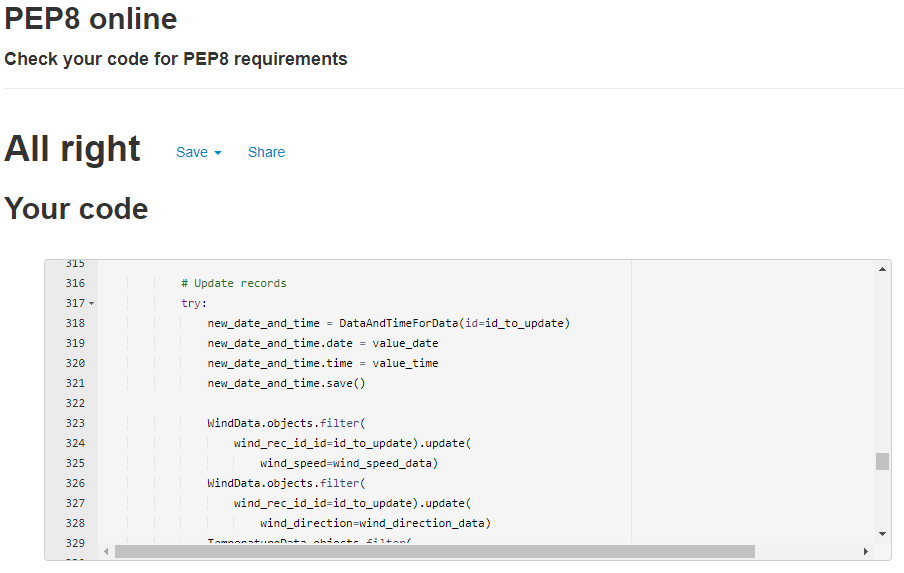 PEP8 online
Check your code for PEP8 requirements
All right Save Share
Your code
315
316 # Update records
317 try:
318 new_date_and_time = DataAndTimeForData(id=id_to_update)
319 new_date_and_time.date = value_date
320 new_date_and_time.time = value_time
321 new_date_and_time.save()
322
323 WindData.objects.filter(
324 wind_rec_id_id=id_to_update).update(
325 wind_speed=wind_speed_data)
326 WindData.objects.filter(
327 wind_rec_id_id=id_to_update).update(
328 wind_direction=wind_direction_data)
329 TemperatureData.objects.filter(